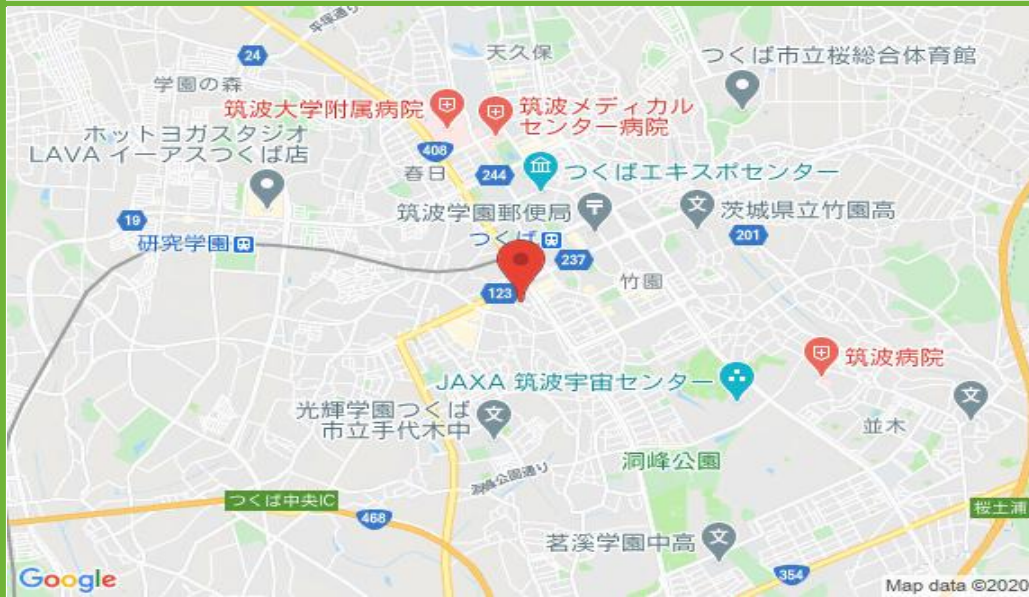 平塚通り
天久保
24
つくば市立桜総合体育館
学園の森
筑波大学附属病院
筑波メディカル
センター病院
ホットヨガスタジオ
LAVA イーアスつくば店
408
春日
244
つくばエキスポセンター
筑波学園郵便局
茨城県立竹園高
19
研究学園
つくば
201
237
竹園
123
筑波病院
JAXA 筑波宇宙センター
光輝学園つくば
市立手代木中
並木
洞峰公園
洞峰公園通り
つくば中央IC
468
桜土浦
茗溪学園中高
354
Google
Map data ©2020